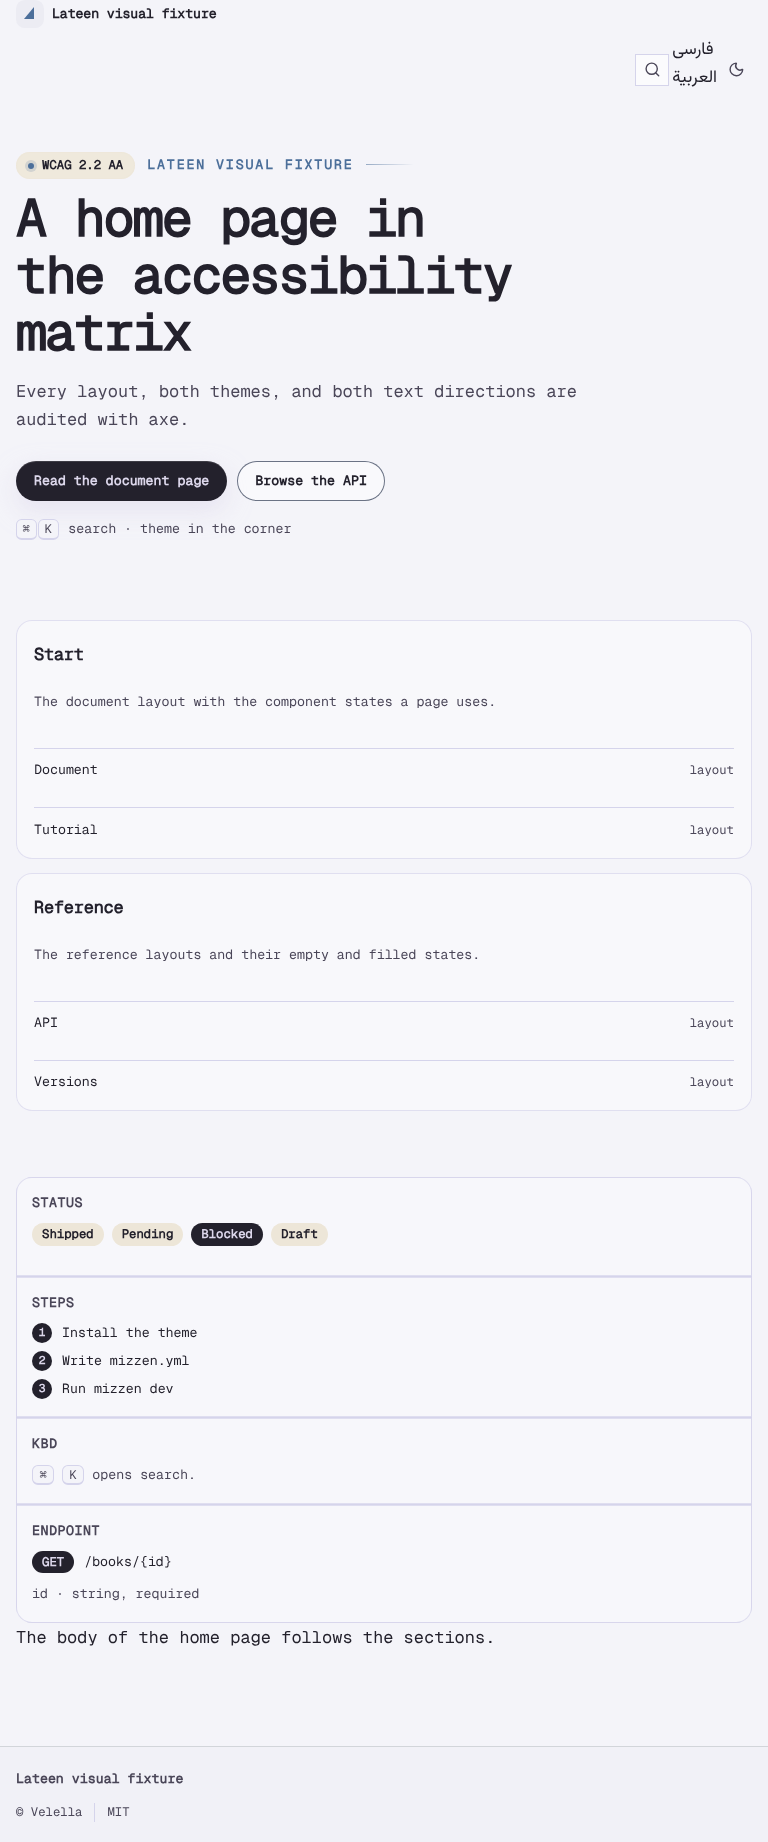 Lateen visual fixture
فارسی
العربية
WCAG 2.2 AA LATEEN VISUAL FIXTURE
A home page in
the accessibility
matrix
Every layout, both themes, and both text directions are
audited with axe.
Read the document page Browse the API
⌘ K search · theme in the corner
Start
The document layout with the component states a page uses.
Document layout
Tutorial layout
Reference
The reference layouts and their empty and filled states.
API layout
Versions layout
STATUS
Shipped Pending Blocked Draft
STEPS
1 Install the theme
2 Write mizzen.yml
3 Run mizzen dev
KBD
⌘ K opens search.
ENDPOINT
GET /books/{id}
id · string, required
The body of the home page follows the sections.
Lateen visual fixture
© Velella MIT